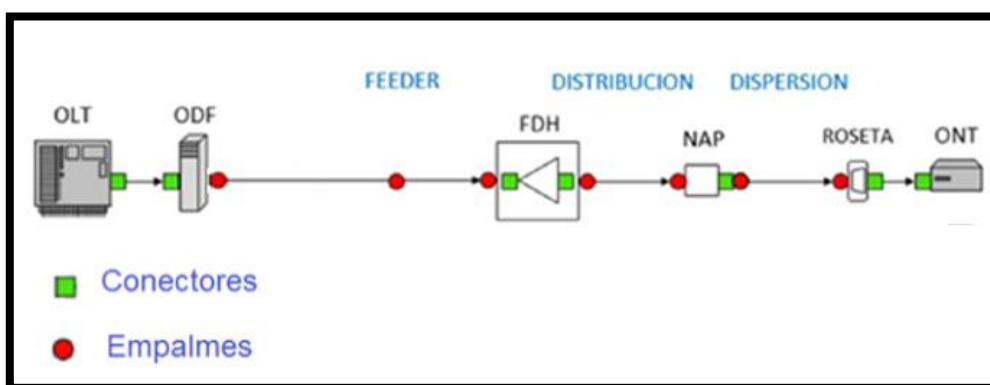 FEEDER DISTRIBUCION DISPERSION
OLT ODF FDH NAP ROSETA ONT
Conectores
Empalmes